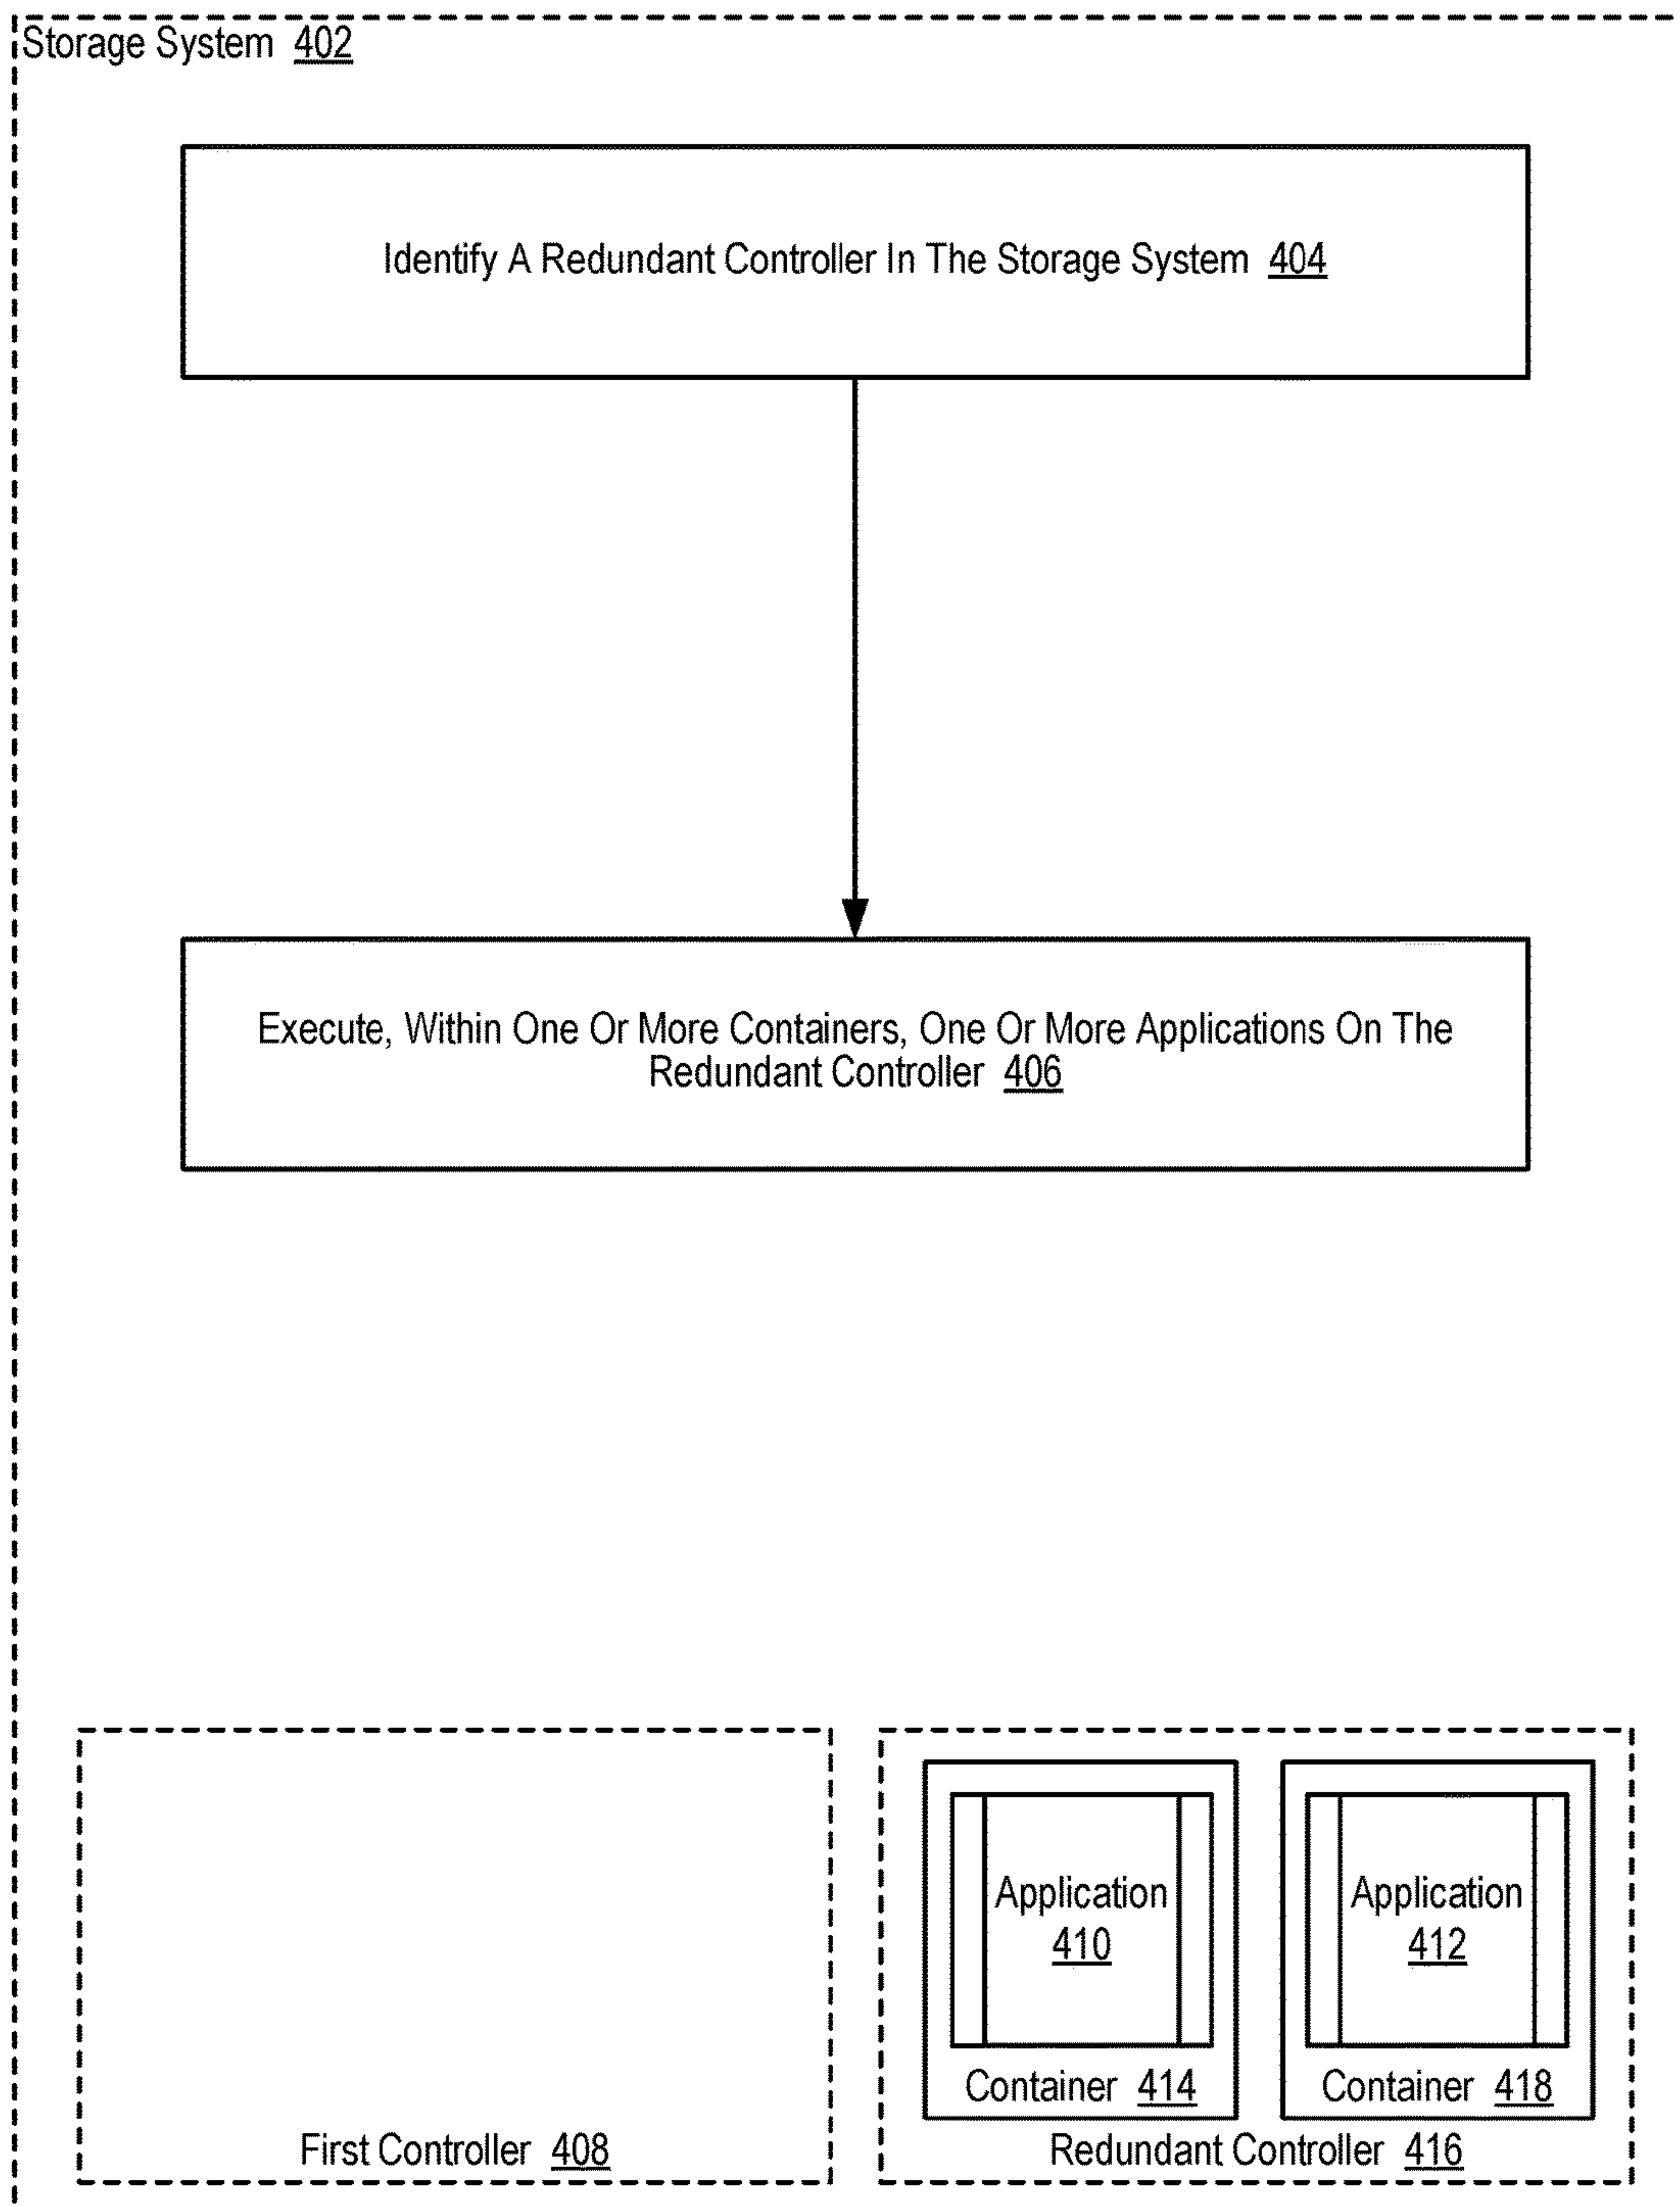 Storage System 402
Identify A Redundant Controller In The Storage System 404
Execute, Within One Or More Containers, One Or More Applications On The
Redundant Controller 406
Application
410
Container 414
Application
412
Container 418
First Controller 408
Redundant Controller 416